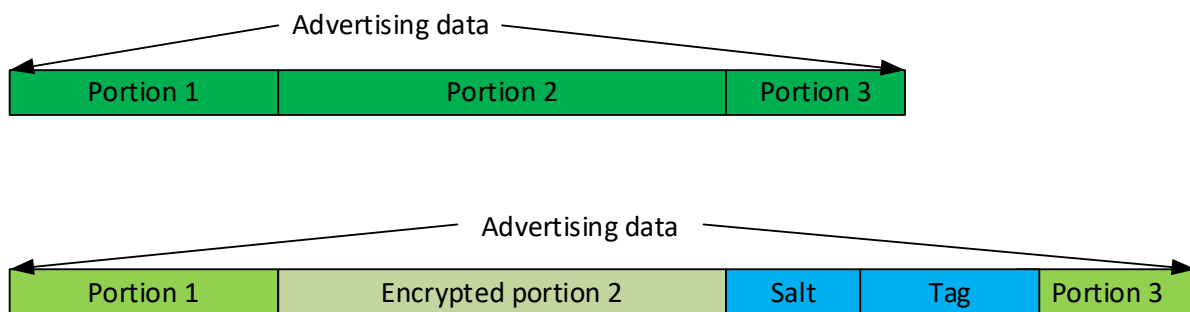 Advertising data
Portion 1 Portion 2 Portion 3
Advertising data
Portion 1 Encrypted portion 2 Salt Tag Portion 3